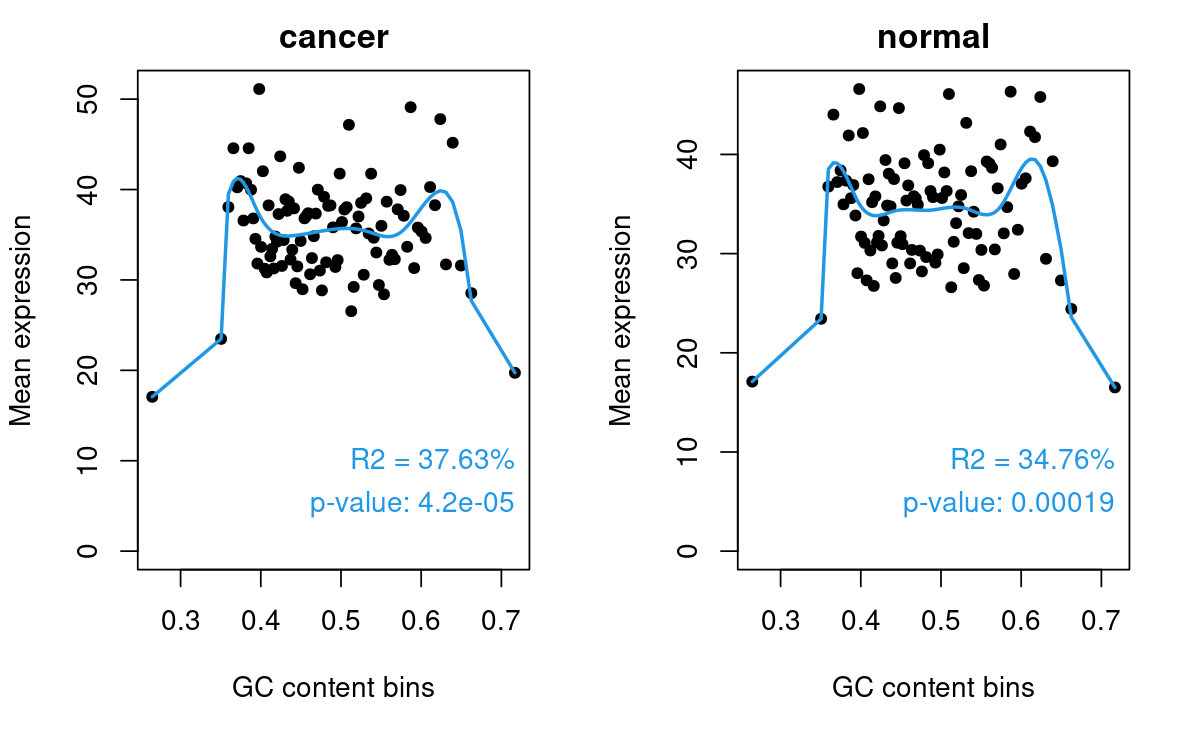 cancer
Mean expression
50
40
30
20
10
0
R2 = 37.63%
p-value: 4.2e-05
0.3 0.4 0.5 0.6 0.7
GC content bins
normal
Mean expression
40
30
20
10
0
R2 = 34.76%
p-value: 0.00019
0.3 0.4 0.5 0.6 0.7
GC content bins